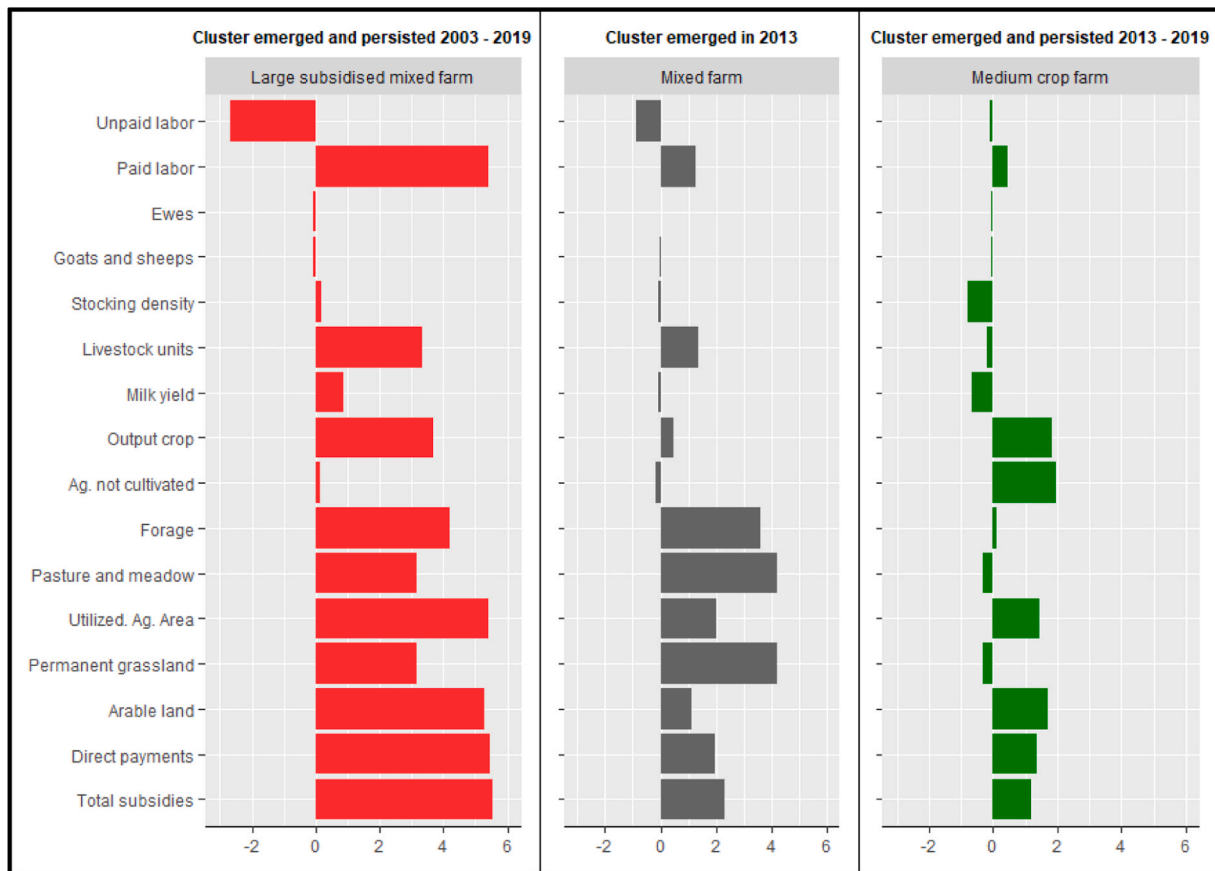 Cluster emerged and persisted 2003 - 2019
Cluster emerged in 2013
Cluster emerged and persisted 2013 - 2019
Large subsidised mixed farm
Mixed farm
Medium crop farm
Unpaid labor
Paid labor
Ewes
Goats and sheeps
Stocking density
Livestock units
Milk yield
Output crop
Ag. not cultivated
Forage
Pasture and meadow
Utilized. Ag. Area
Permanent grassland
Arable land
Direct payments
Total subsidies
-2 0 2 4 6
-2 0 2 4 6
-2 0 2 4 6